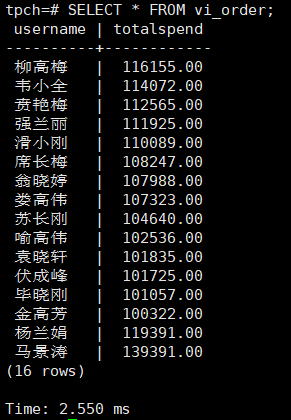 tpch=# SELECT * FROM vi_order;
username | totalspend
----------+------------
柳高梅 | 116155.00
韦小全 | 114072.00
贲艳梅 | 112565.00
强兰丽 | 111925.00
滑小刚 | 110089.00
席长梅 | 108247.00
翁晓婷 | 107988.00
娄高伟 | 107323.00
苏长刚 | 104640.00
喻高伟 | 102536.00
袁晓轩 | 101835.00
伏成峰 | 101725.00
毕晓刚 | 101057.00
金高芳 | 100322.00
杨兰娟 | 119391.00
马景涛 | 139391.00
(16 rows)
Time: 2.550 ms